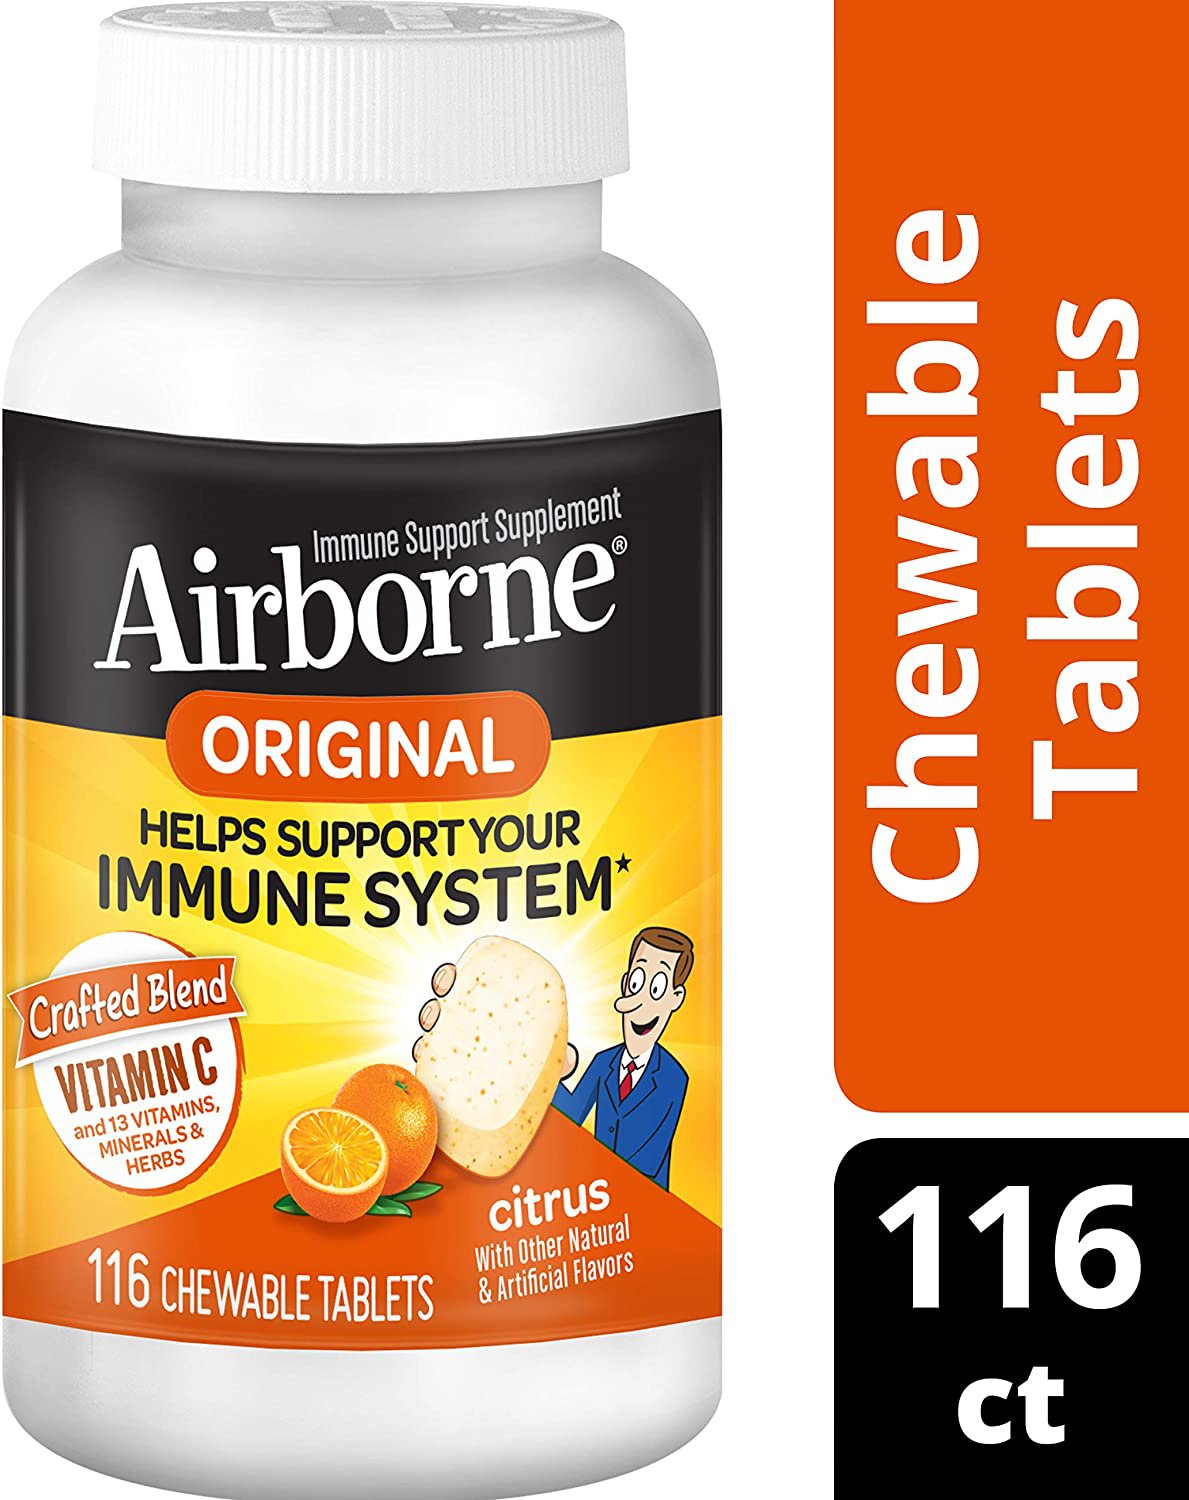 Immune Support Supplement
Airborne®
ORIGINAL
HELPS SUPPORT YOUR
IMMUNE SYSTEM*
Crafted Blend
VITAMIN C
and 13 VITAMINS,
MINERALS &
HERBS
citrus
With Other Natural
& Artificial Flavors
116 CHEWABLE TABLETS
Chewable
Tablets
116
ct